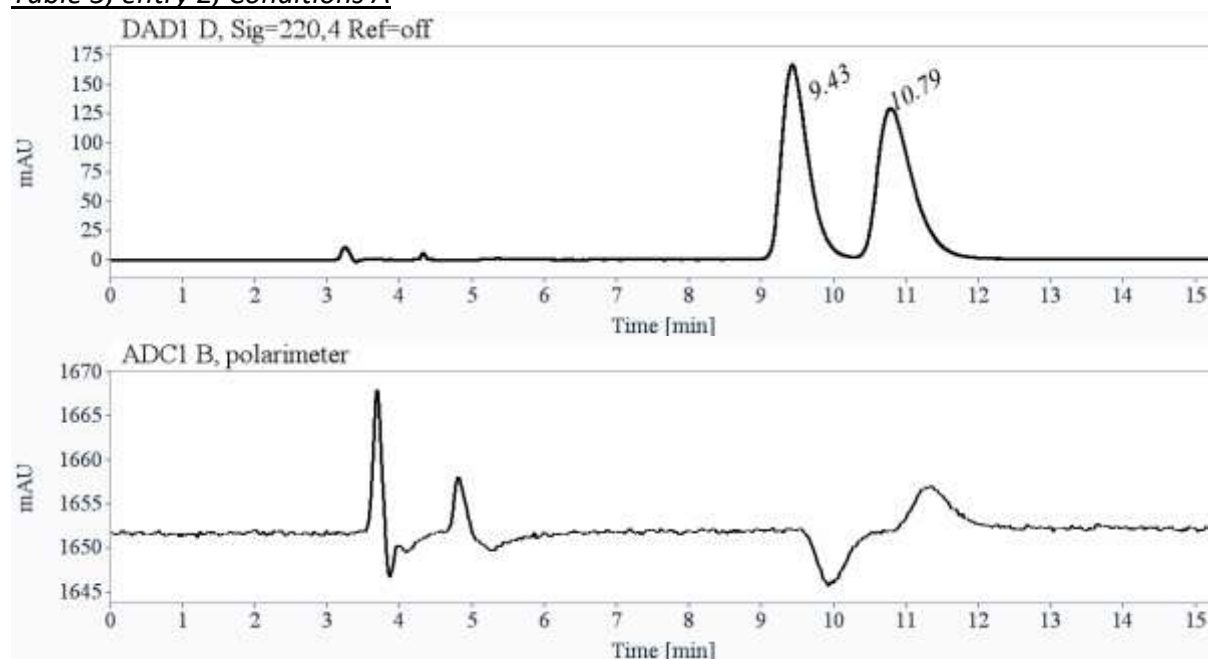 Table 3, entry 2, Conditions A
DAD1 D, Sig=220,4 Ref=off
175
150
125
100
75
50
25
0
mAU
9.43
10.79
0 1 2 3 4 5 6 7 8 9 10 11 12 13 14 15
Time [min]
ADC1 B, polarimeter
1670
1665
1660
1655
1650
1645
mAU
0 1 2 3 4 5 6 7 8 9 10 11 12 13 14 15
Time [min]